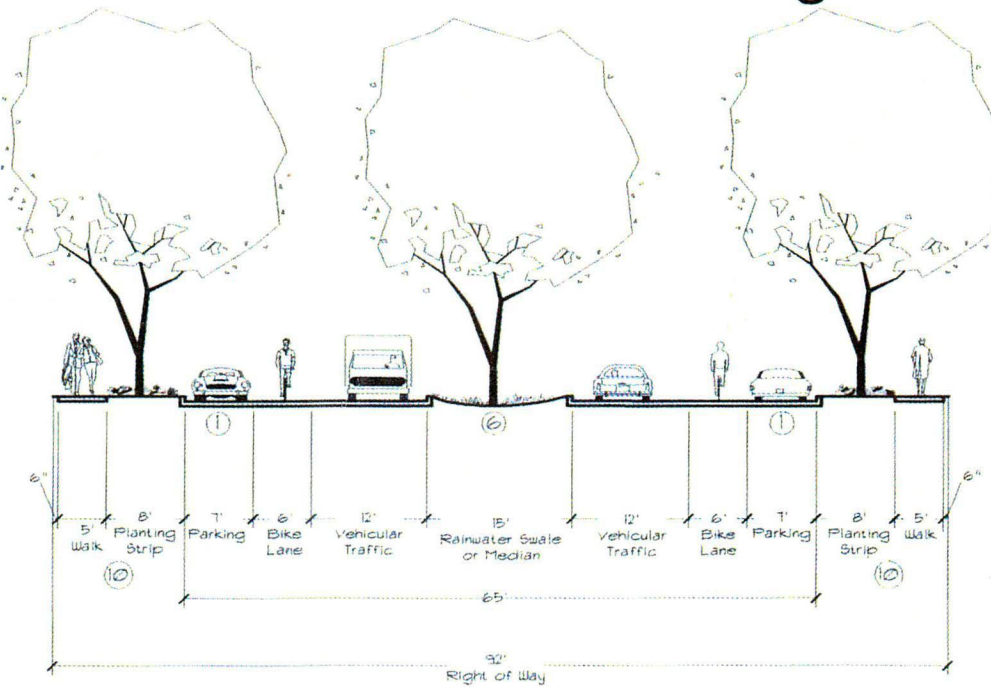 1
6
1
6"
6"
5'
Walk
8'
Planting
Strip
7'
Parking
6'
Bike
Lane
12'
Vehicular
Traffic
15'
Rainwater Swale
or Median
12'
Vehicular
Traffic
6'
Bike
Lane
7'
Parking
8'
Planting
Strip
5'
Walk
10
10
65'
92'
Right of Way